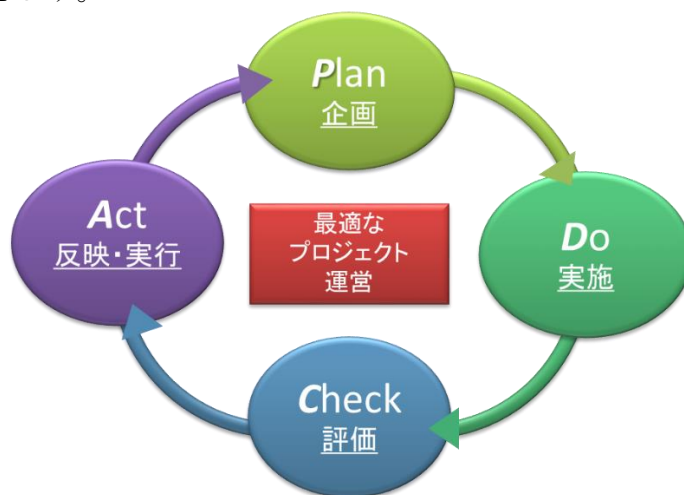 Plan
企画
Act
反映・実行
最適な
プロジェクト
運営
Do
実施
Check
評価